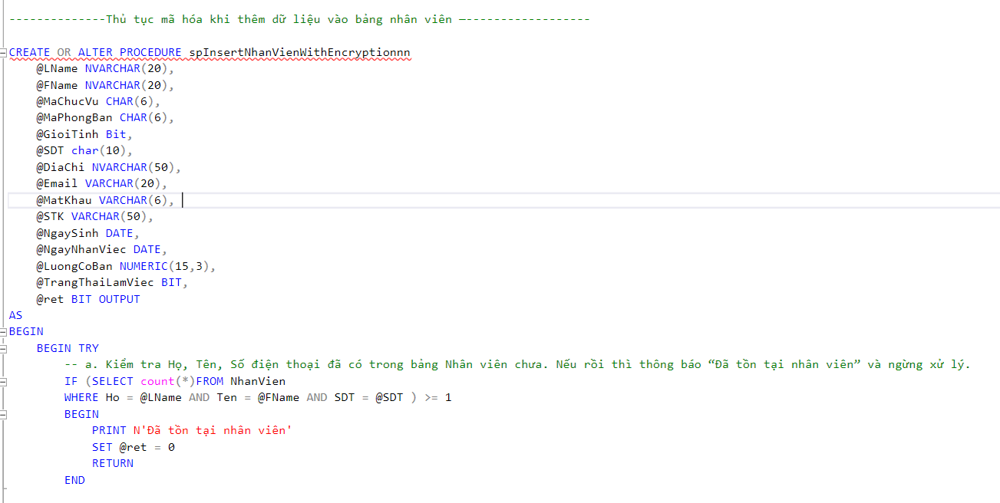 --------------Thủ tục mã hóa khi thêm dữ liệu vào bảng nhân viên —------------------
CREATE OR ALTER PROCEDURE spInsertNhanVienWithEncryptionnn
@LName NVARCHAR(20),
@FName NVARCHAR(20),
@MaChucVu CHAR(6),
@MaPhongBan CHAR(6),
@GioiTinh Bit,
@SDT char(10),
@DiaChi NVARCHAR(50),
@Email VARCHAR(20),
@MatKhau VARCHAR(6),
@STK VARCHAR(50),
@NgaySinh DATE,
@NgayNhanViec DATE,
@LuongCoBan NUMERIC(15,3),
@TrangThaiLamViec BIT,
@ret BIT OUTPUT
AS
BEGIN
BEGIN TRY
-- a. Kiểm tra Họ, Tên, Số điện thoại đã có trong bảng Nhân viên chưa. Nếu rồi thì thông báo “Đã tồn tại nhân viên” và ngừng xử lý.
IF (SELECT count(*)FROM NhanVien
WHERE Ho = @LName AND Ten = @FName AND SDT = @SDT ) >= 1
BEGIN
PRINT N'Đã tồn tại nhân viên'
SET @ret = 0
RETURN
END